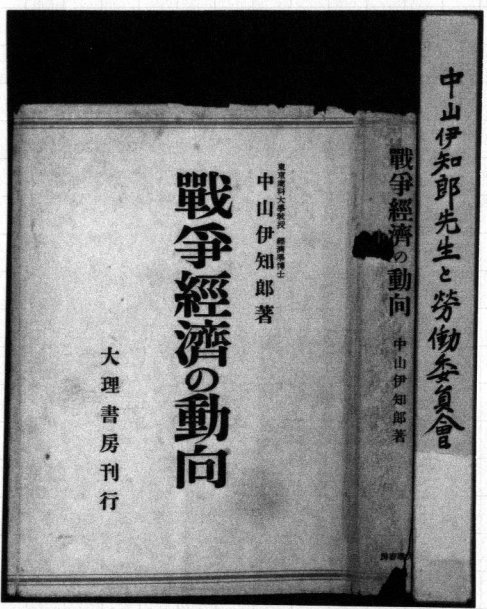 中山伊知郎先生と労働委員會
戰爭經濟の動向
中山伊知郎著
東京商科大學敎授 經濟學博士
中山伊知郎著
戰爭經濟の動向
大理書房刊行